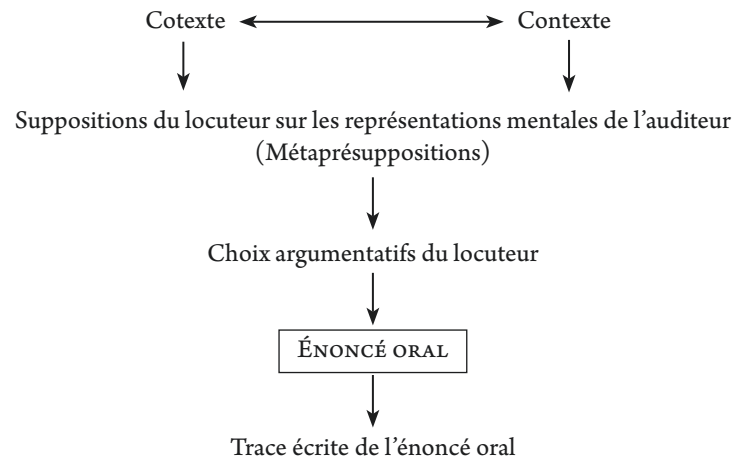 Cotexte Contexte
Suppositions du locuteur sur les représentations mentales de l’auditeur
(Métaprésuppositions)
Choix argumentatifs du locuteur
ÉNONCÉ ORAL
Trace écrite de l’énoncé oral